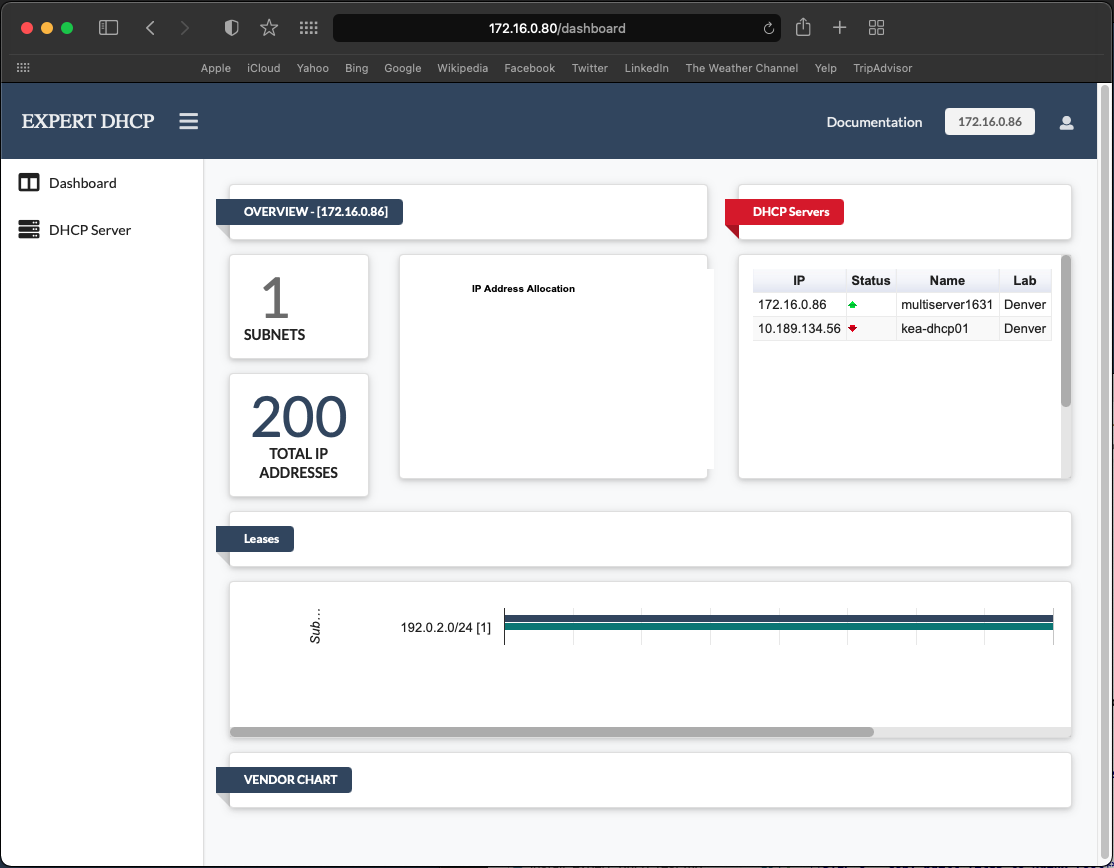 172.16.0.80/dashboard
Apple iCloud Yahoo Bing Google Wikipedia Facebook Twitter LinkedIn The Weather Channel Yelp TripAdvisor
EXPERT DHCP
Documentation
172.16.0.86
Dashboard
DHCP Server
OVERVIEW - [172.16.0.86]
1
SUBNETS
200
TOTAL IP
ADDRESSES
IP Address Allocation
DHCP Servers
IP Status Name Lab
172.16.0.86 multiserver1631 Denver
10.189.134.56 kea-dhcp01 Denver
Leases
Sub...
192.0.2.0/24 [1]
VENDOR CHART